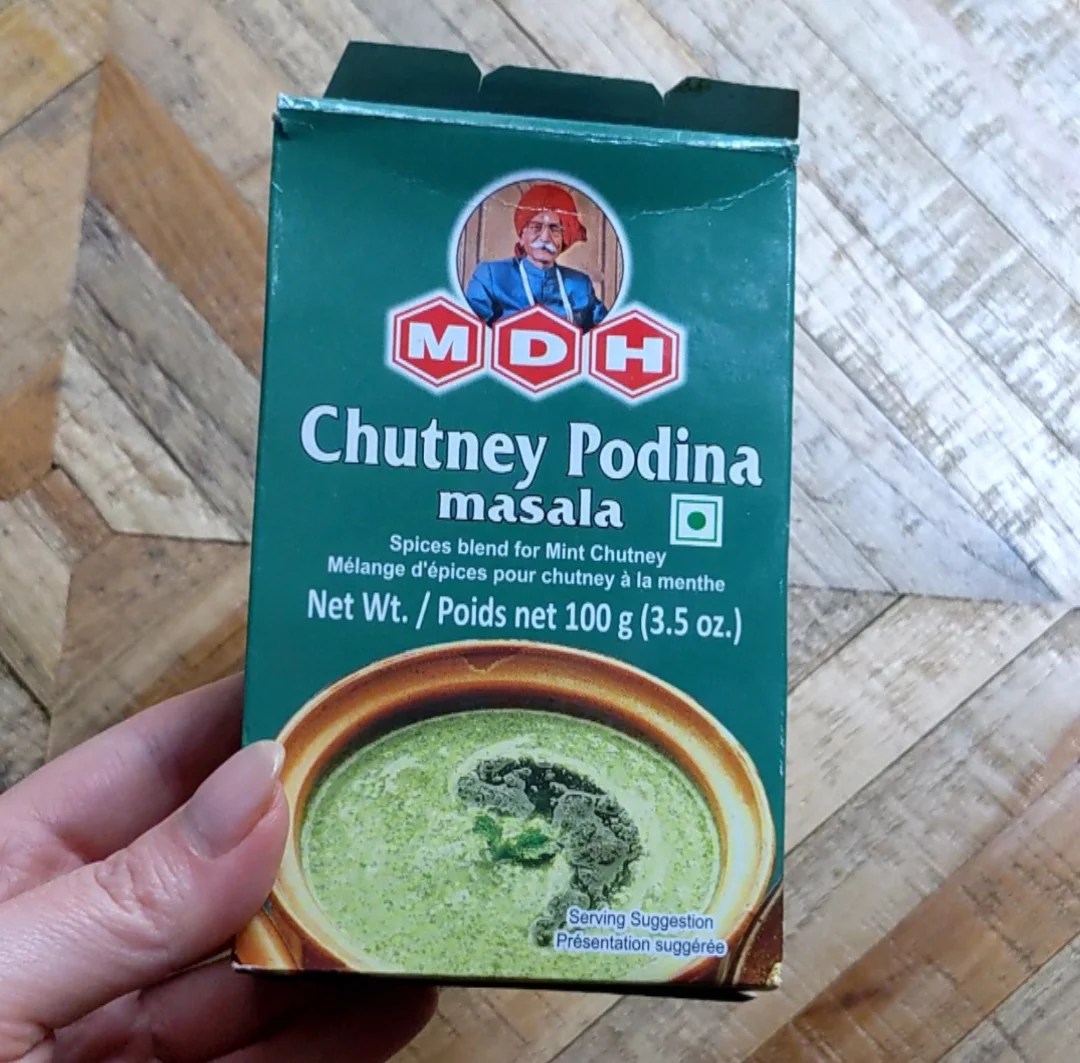 MDH
Chutney Podina
masala
Spices blend for Mint Chutney
Mélange d'épices pour chutney à la menthe
Net Wt. / Poids net 100 g (3.5 oz.)
Serving Suggestion
Présentation suggérée